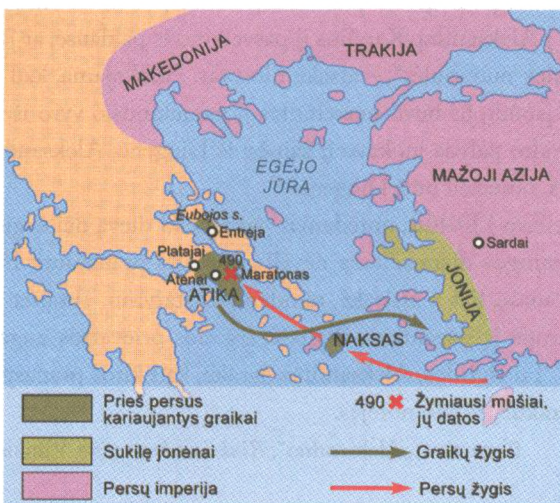 MAKEDONIJA
TRAKIJA
EGĖJO
JŪRA
MAŽOJI AZIJA
Eubojos s.
Entrėja
Sardai
Platajai
490
Maratonas
Atėnai
ATIKA
JONIJA
NAKSAS
Prieš persus
kariaujantys graikai
490 Žymiausi mūšiai,
jų datos
Sukilę jonėnai
Graikų žygis
Persų imperija
Persų žygis